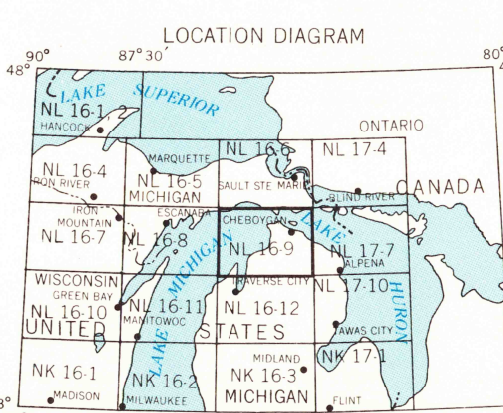 LOCATION DIAGRAM
90° 87°30' 80°
48°
LAKE SUPERIOR
NL 16-1
HANCOCK
ONTARIO
NL 16-6
NL 17-4
NL 16-4
MARQUETTE
NL 16-5
SAULT STE MARIE
CANADA
IRON RIVER
MICHIGAN
BLIND RIVER
IRON
MOUNTAIN
ESCANABA
CHEBOYGAN
LAKE
NL 16-7
NL 16-8
NL 16-9
NL 17-7
LAKE MICHIGAN
ALPENA
WISCONSIN
TRAVERSE CITY
NL 17-10
HURON
GREEN BAY
NL 16-10
NL 16-11
NL 16-12
MANITOWOC
TAWAS CITY
UNITED STATES
MIDLAND
NK 17-1
NK 16-1
NK 16-2
NK 16-3
MICHIGAN
MADISON
MILWAUKEE
FLINT